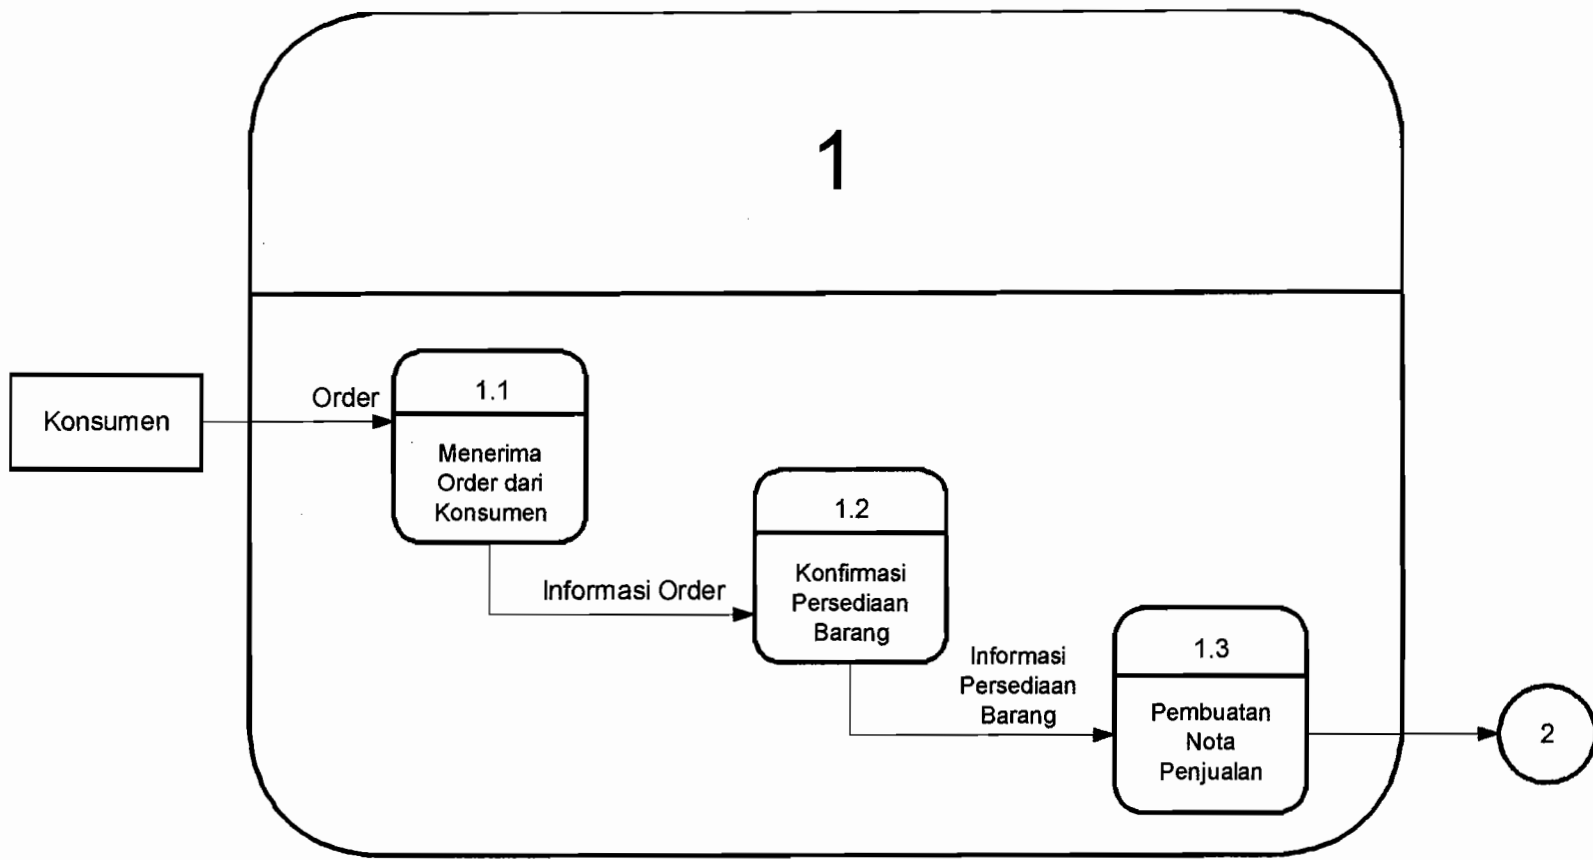 1
Konsumen
Order
1.1
Menerima
Order dari
Konsumen
Informasi Order
1.2
Konfirmasi
Persediaan
Barang
Informasi
Persediaan
Barang
1.3
Pembuatan
Nota
Penjualan
2